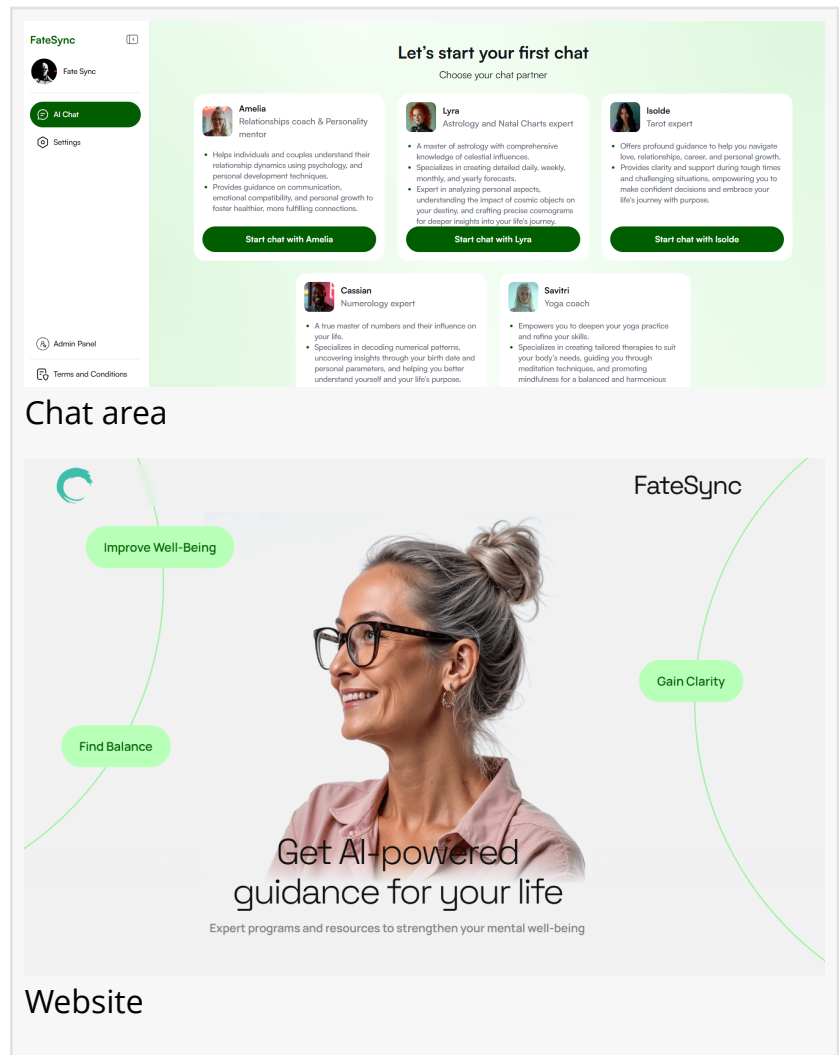 FateSync
Fate Sync
AI Chat
Settings
Admin Panel
Terms and Conditions
Let's start your first chat
Choose your chat partner
Amelia
Relationships coach & Personality
mentor
• Helps individuals and couples understand their
relationship dynamics using psychology, and
personal development techniques.
• Provides guidance on communication,
emotional compatibility, and personal growth to
foster healthier, more fulfilling connections.
Start chat with Amelia
Lyra
Astrology and Natal Charts expert
• A master of astrology with comprehensive
knowledge of celestial influences.
• Specializes in creating detailed daily, weekly,
monthly, and yearly forecasts.
• Expert in analyzing personal aspects,
understanding the impact of cosmic objects on
your destiny, and crafting precise cosmograms
for deeper insights into your life's journey.
Start chat with Lyra
Isolde
Tarot expert
• Offers profound guidance to help you navigate
love, relationships, career, and personal growth.
• Provides clarity and support during tough times
and challenging situations, empowering you to
make confident decisions and embrace your
life's journey with purpose.
Start chat with Isolde
Cassian
Numerology expert
• A true master of numbers and their influence on
your life.
• Specializes in decoding numerical patterns,
uncovering insights through your birth date and
personal parameters, and helping you better
understand yourself and your life's purpose.
Savitri
Yoga coach
• Empowers you to deepen your yoga practice
and refine your skills.
• Specializes in creating tailored therapies to suit
your body's needs, guiding you through
meditation techniques, and promoting
mindfulness for a balanced and harmonious
Chat area
FateSync
Improve Well-Being
Gain Clarity
Find Balance
Get AI-powered
guidance for your life
Expert programs and resources to strengthen your mental well-being
Website